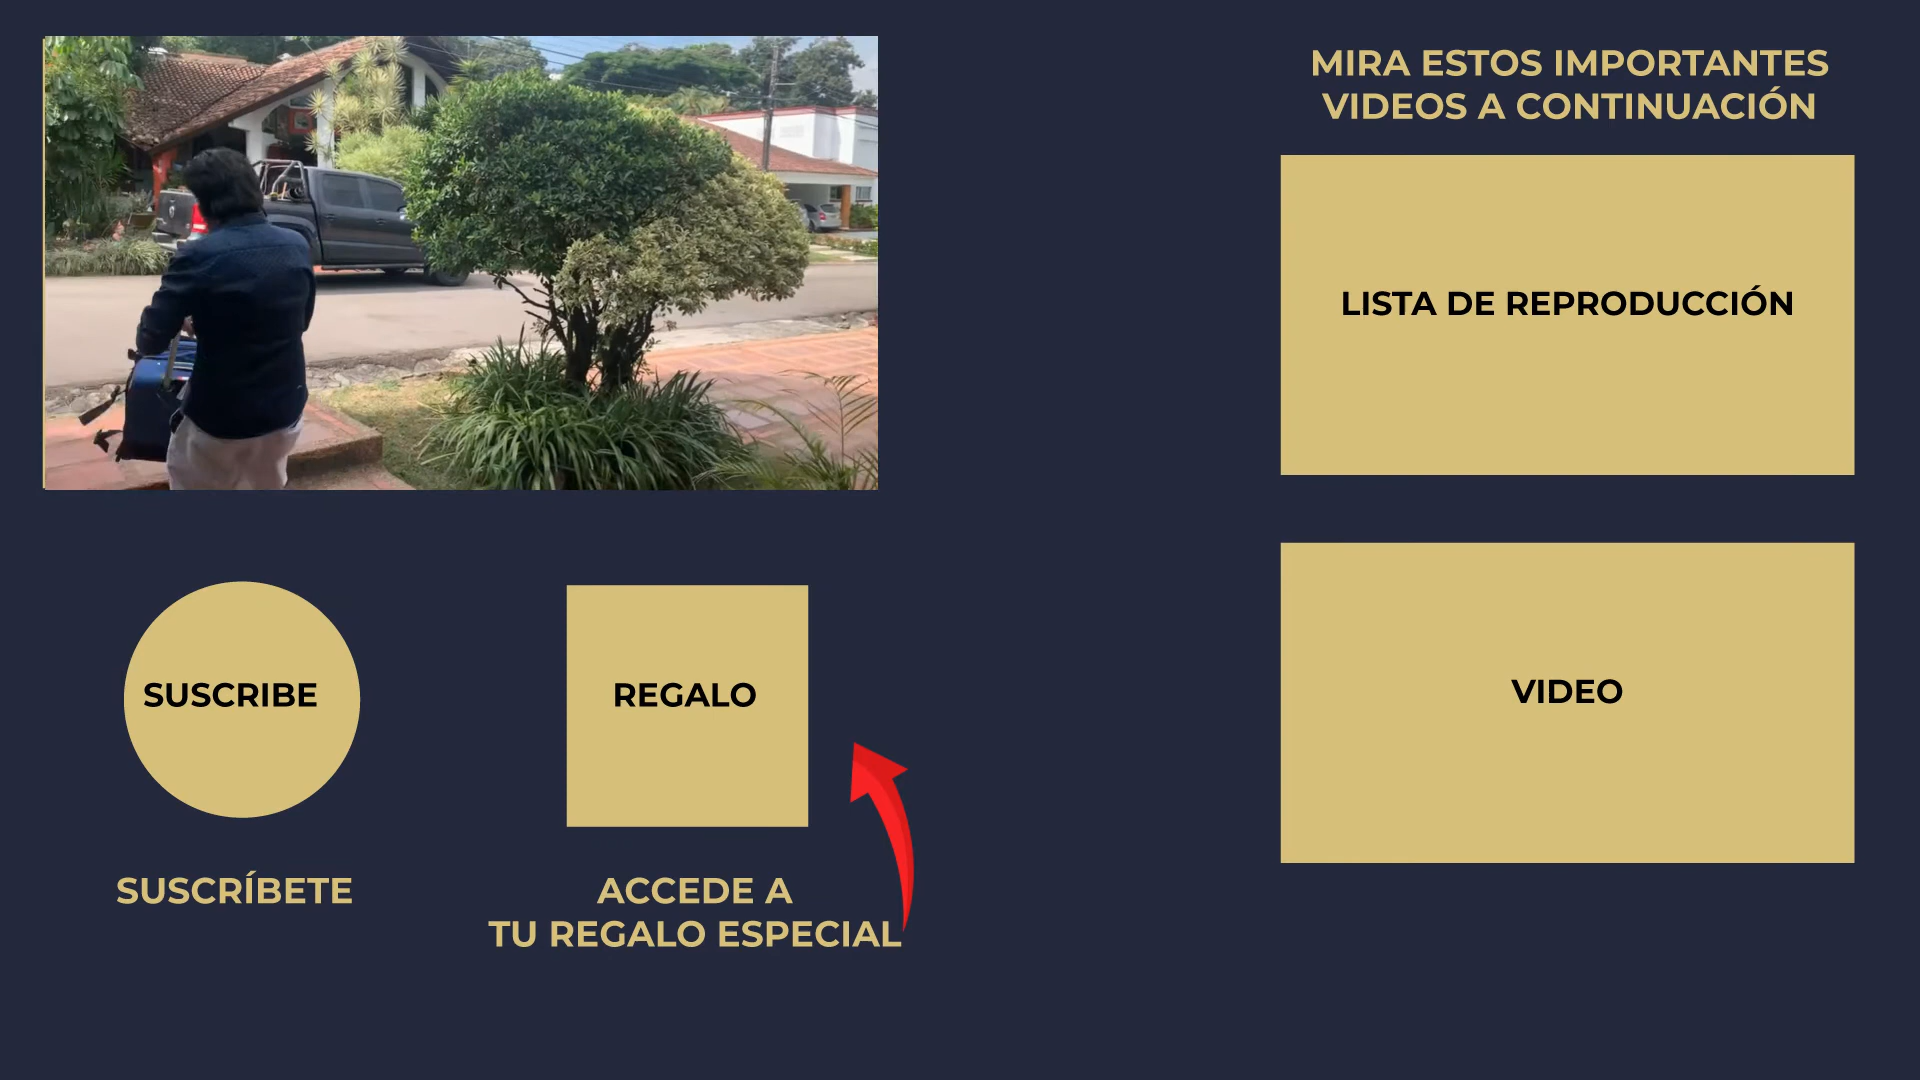 MIRA ESTOS IMPORTANTES
VIDEOS A CONTINUACIÓN
LISTA DE REPRODUCCIÓN
SUSCRIBE
REGALO
VIDEO
SUSCRÍBETE
ACCEDE A
TU REGALO ESPECIAL